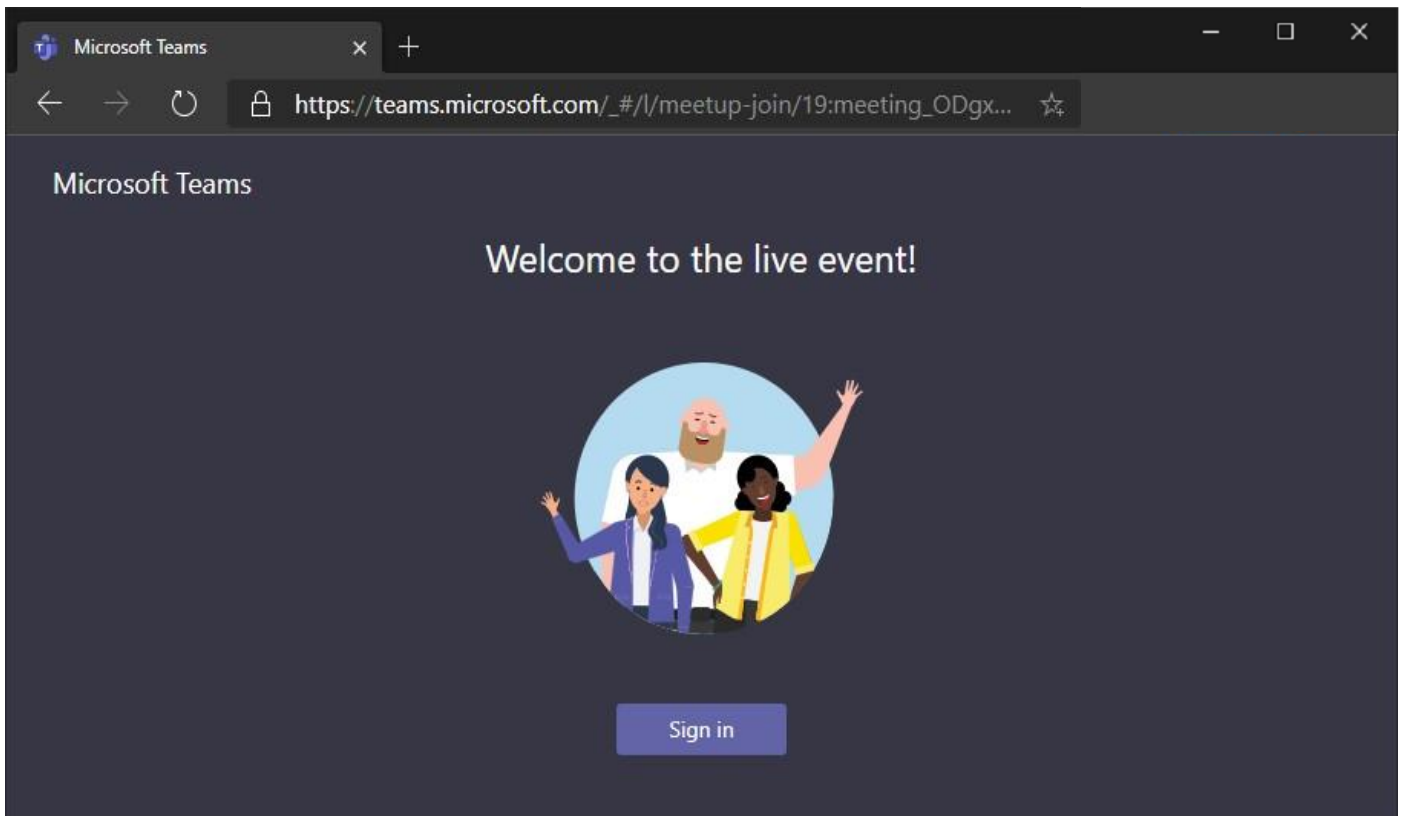 Microsoft Teams
https://teams.microsoft.com/_#/l/meetup-join/19:meeting_ODgx...
Microsoft Teams
Welcome to the live event!
Sign in